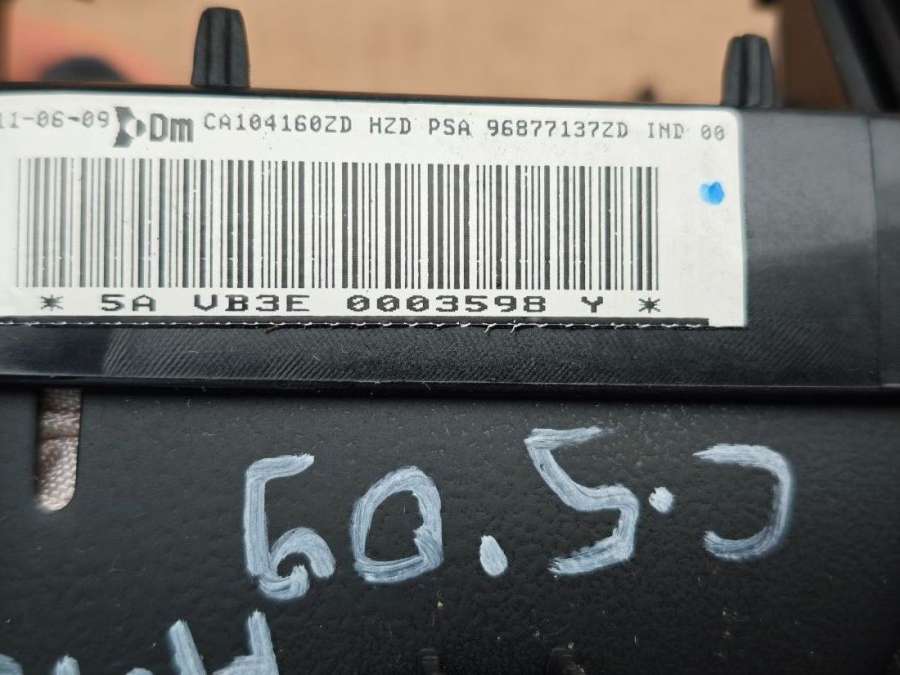 11-06-09 Dm CA104160ZD HZD PSA 96877137ZD IND 00
* 5A VB3E 0003598 Y *
60.5